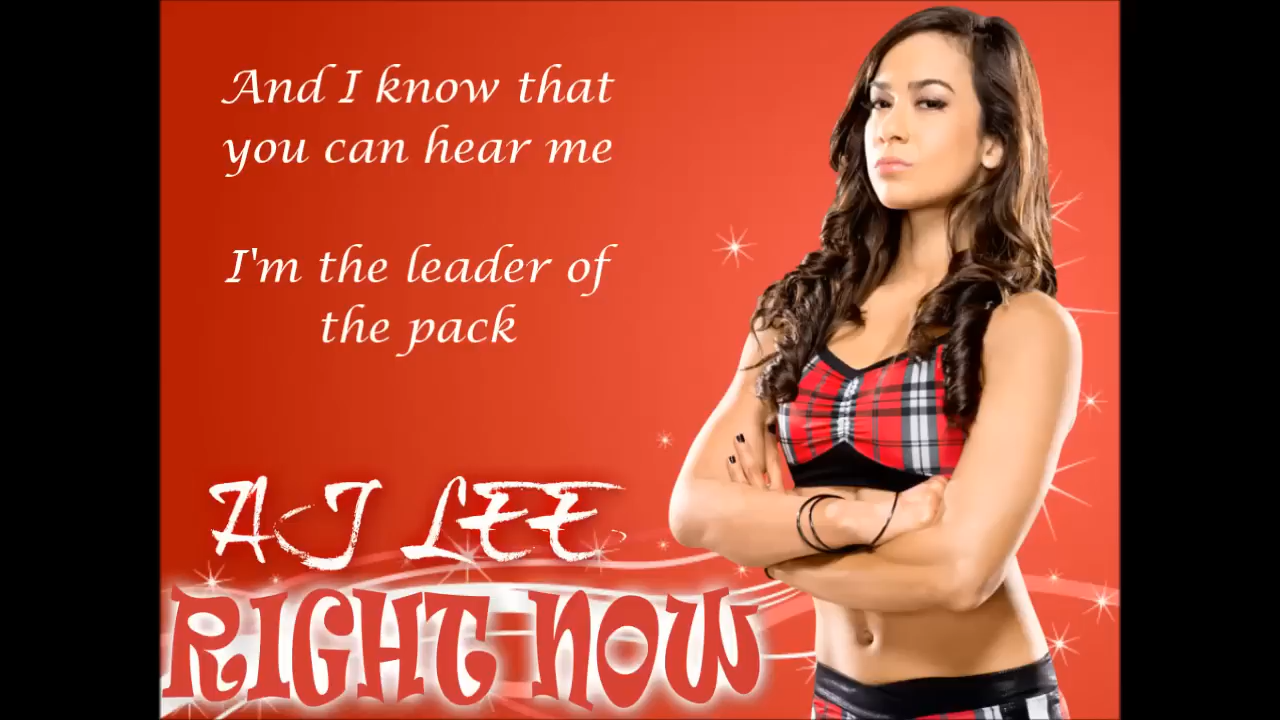 And I know that
you can hear me
I'm the leader of
the pack
AJ LEE
RIGHT NOW